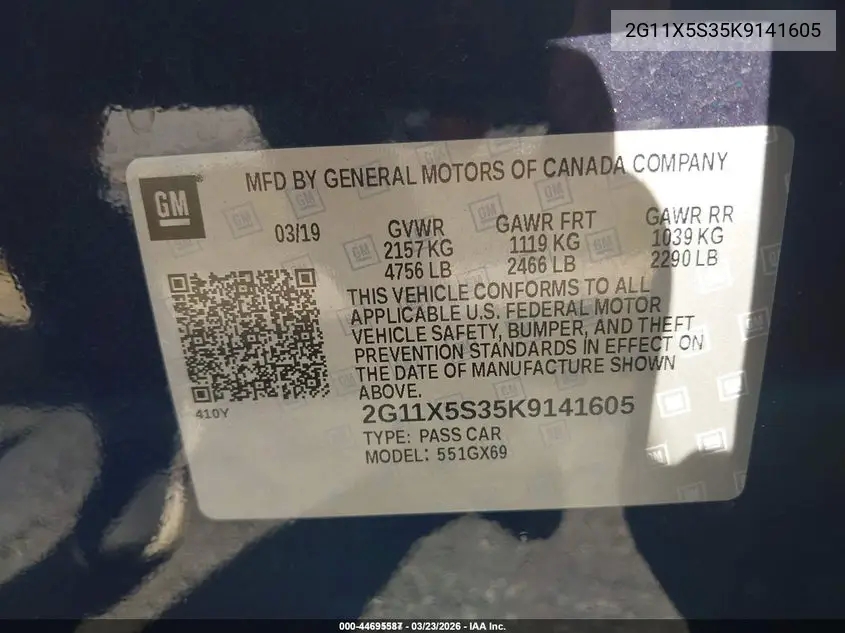 2G11X5S35K9141605
MFD BY GENERAL MOTORS OF CANADA COMPANY
GM
03/19
GVWR
2157 KG
4756 LB
GAWR FRT
1119 KG
2466 LB
GAWR RR
1039 KG
2290 LB
THIS VEHICLE CONFORMS TO ALL
APPLICABLE U.S. FEDERAL MOTOR
VEHICLE SAFETY, BUMPER, AND THEFT
PREVENTION STANDARDS IN EFFECT ON
THE DATE OF MANUFACTURE SHOWN
ABOVE.
410Y
2G11X5S35K9141605
TYPE: PASS CAR
MODEL: 551GX69
000-44695587 - 03/23/2026 - IAA Inc.